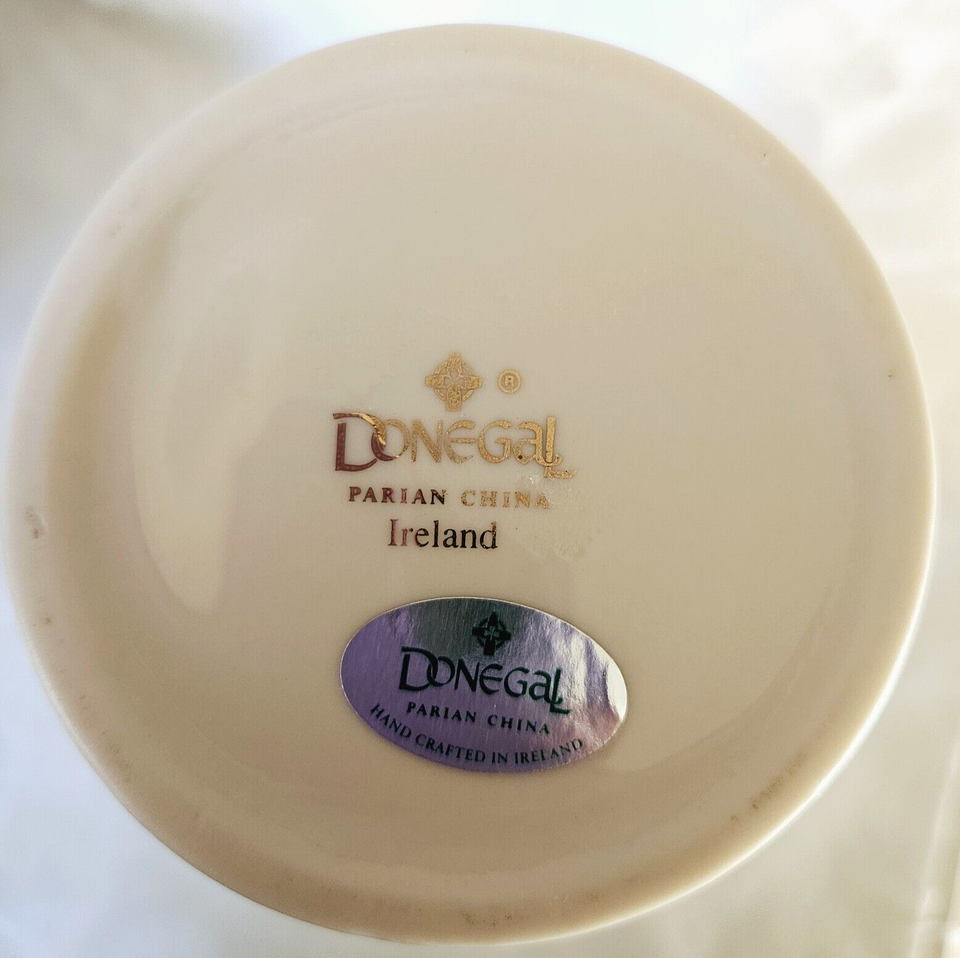 ®
DONEGAL
PARIAN CHINA
Ireland
DONEGAL
PARIAN CHINA
HAND CRAFTED IN IRELAND